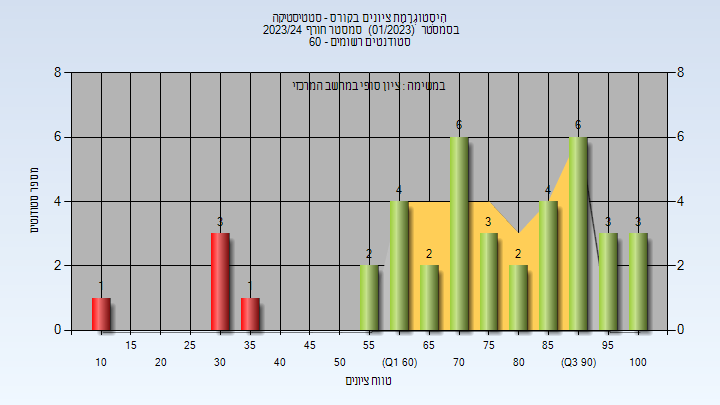 היסטוגרמת ציונים בקורס - סטטיסטיקה
בסמסטר (01/2023) סמסטר חורף 2023/24
סטודנטים רשומים - 60
במשימה : ציון סופי במחשב המרכזי
8 8
6 6
4 4
2 2
0 0
1 3 1 2 4 2 6 3 2 4 6 3 3
מספר סטודנטים
15 25 35 45 55 65 75 85 95
10 20 30 40 50 (Q1 60) 70 80 (Q3 90) 100
טווח ציונים